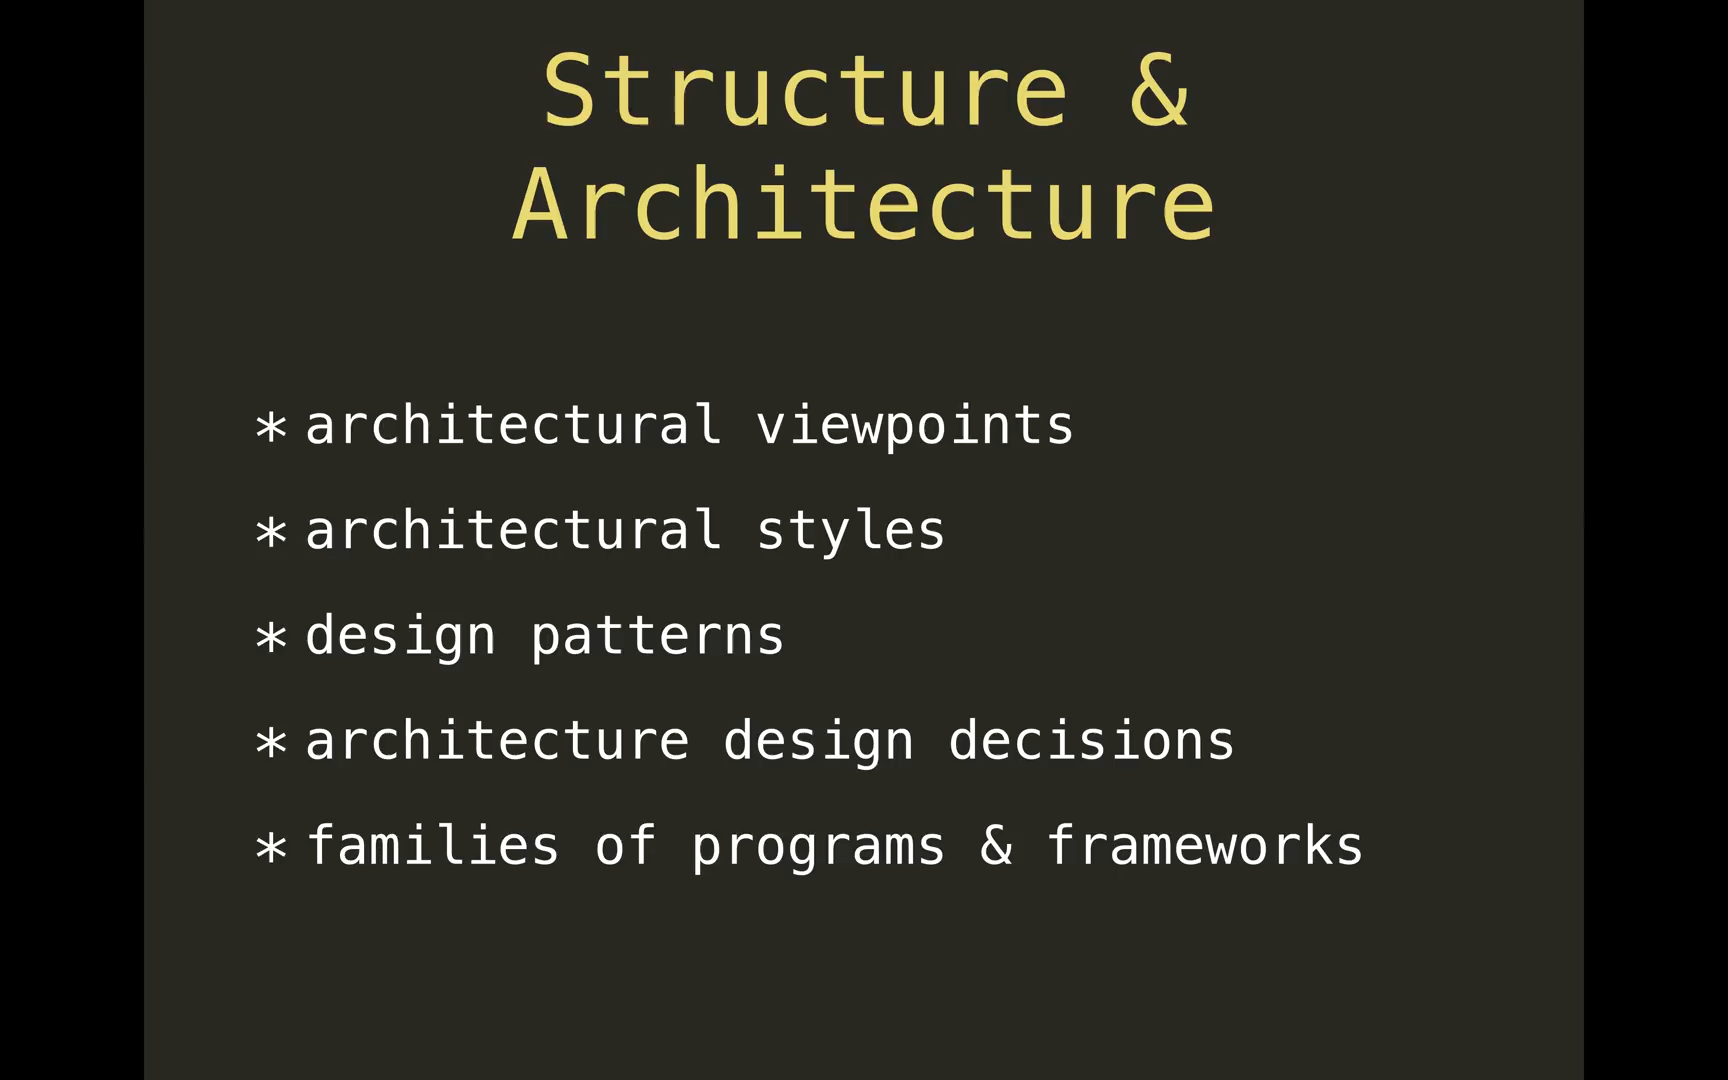 Structure &
Architecture
* architectural viewpoints
* architectural styles
* design patterns
* architecture design decisions
* families of programs & frameworks